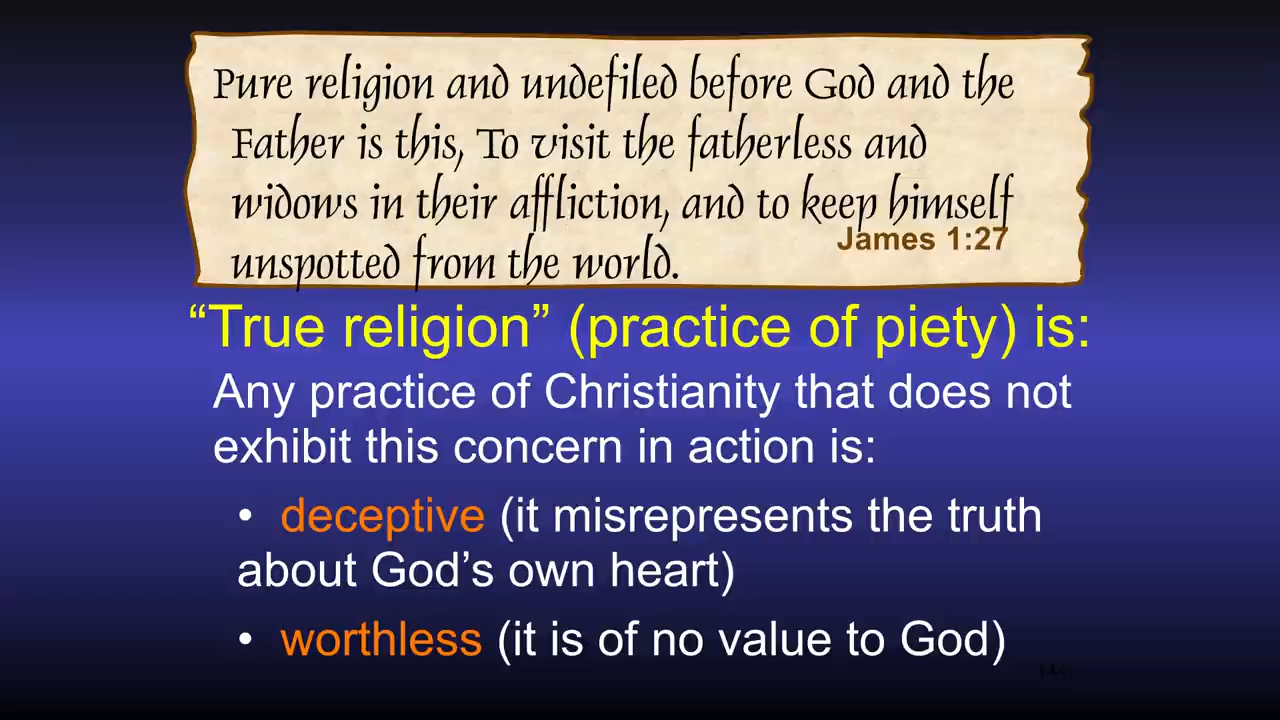 Pure religion and undefiled before God and the
Father is this, To visit the fatherless and
widows in their affliction, and to keep himself
unspotted from the world.
James 1:27
“True religion” (practice of piety) is:
Any practice of Christianity that does not
exhibit this concern in action is:
• deceptive (it misrepresents the truth
about God’s own heart)
• worthless (it is of no value to God)